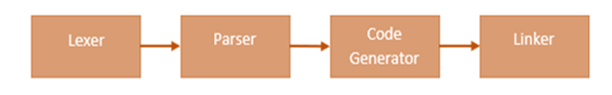 Lexer
Parser
Code
Generator
Linker